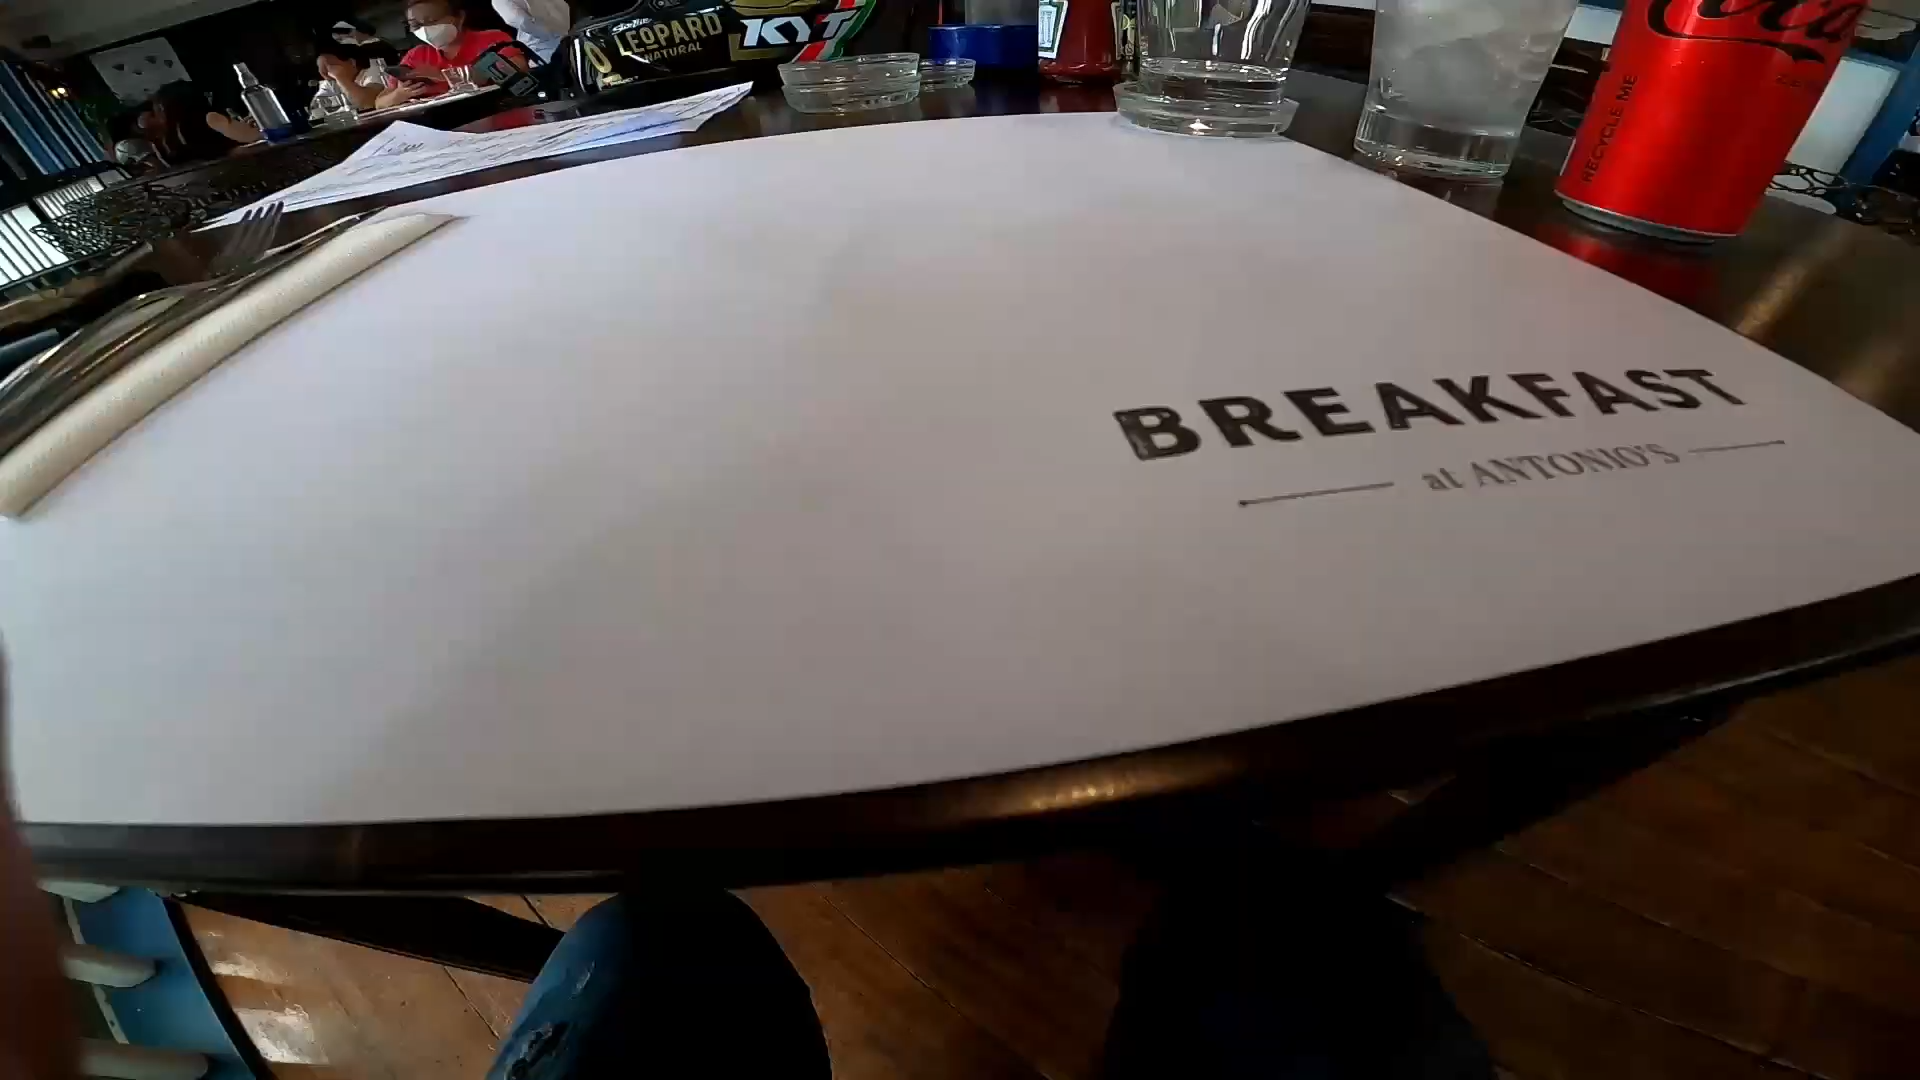 LEOPARD
NATURAL
KYT
RECYCLE ME
BREAKFAST
at ANTONIO'S